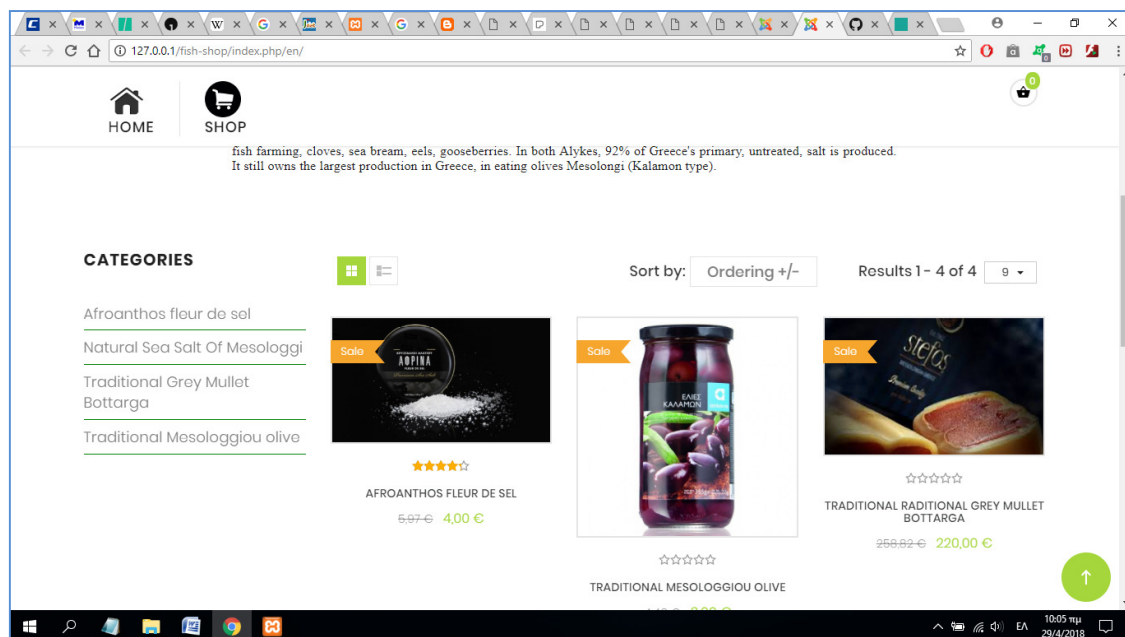 127.0.0.1/fish-shop/index.php/en/
0
HOME
SHOP
0
fish farming, cloves, sea bream, eels, gooseberries. In both Alykes, 92% of Greece's primary, untreated, salt is produced.
It still owns the largest production in Greece, in eating olives Mesolongi (Kalamon type).
CATEGORIES
Sort by: Ordering +/-
Results 1 - 4 of 4 9
Afroanthos fleur de sel
Natural Sea Salt Of Mesologgi
Traditional Grey Mullet
Bottarga
Traditional Mesologgiou olive
Sale
ΑΦΡΙΝΑ
AFROANTHOS FLEUR DE SEL
5,97 € 4,00 €
Sale
ΕΛΙΕΣ
ΚΑΛΑΜΩΝ
TRADITIONAL MESOLOGGIOU OLIVE
Sale
stefos
Premium Quality
TRADITIONAL RADITIONAL GREY MULLET
BOTTARGA
258,82 € 220,00 €
ΕΛ
10:05 πμ
29/4/2018